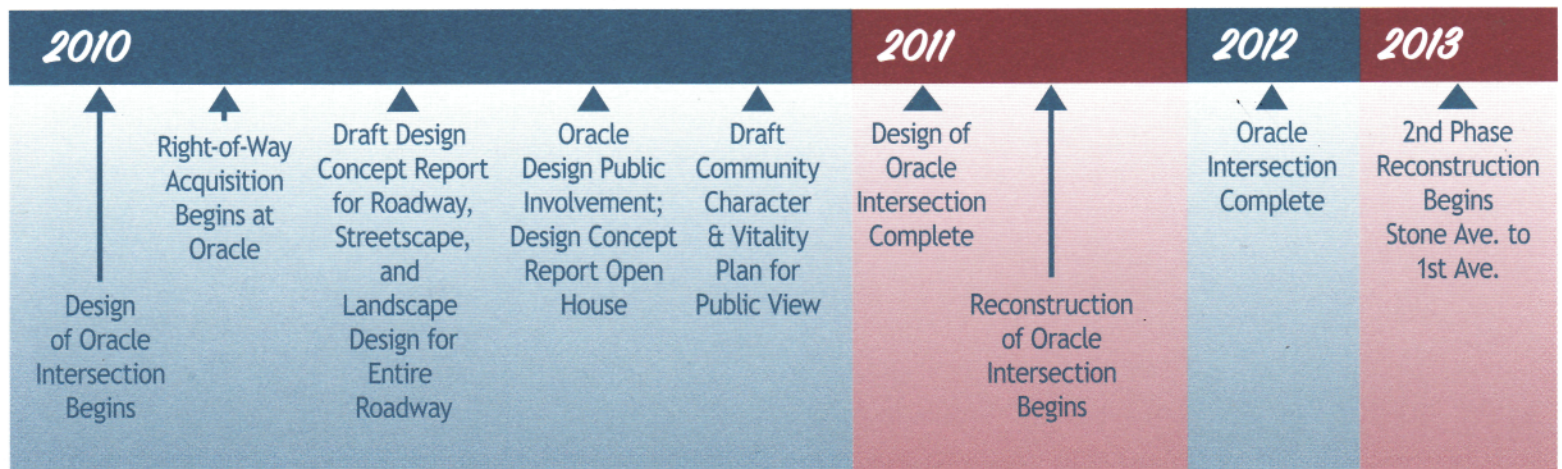 2010
Design
of Oracle
Intersection
Begins
Right-of-Way
Acquisition
Begins at
Oracle
Draft Design
Concept Report
for Roadway,
Streetscape,
and
Landscape
Design for
Entire
Roadway
Oracle
Design Public
Involvement;
Design Concept
Report Open
House
Draft
Community
Character
& Vitality
Plan for
Public View
2011
Design of
Oracle
Intersection
Complete
Reconstruction
of Oracle
Intersection
Begins
2012
Oracle
Intersection
Complete
2013
2nd Phase
Reconstruction
Begins
Stone Ave. to
1st Ave.